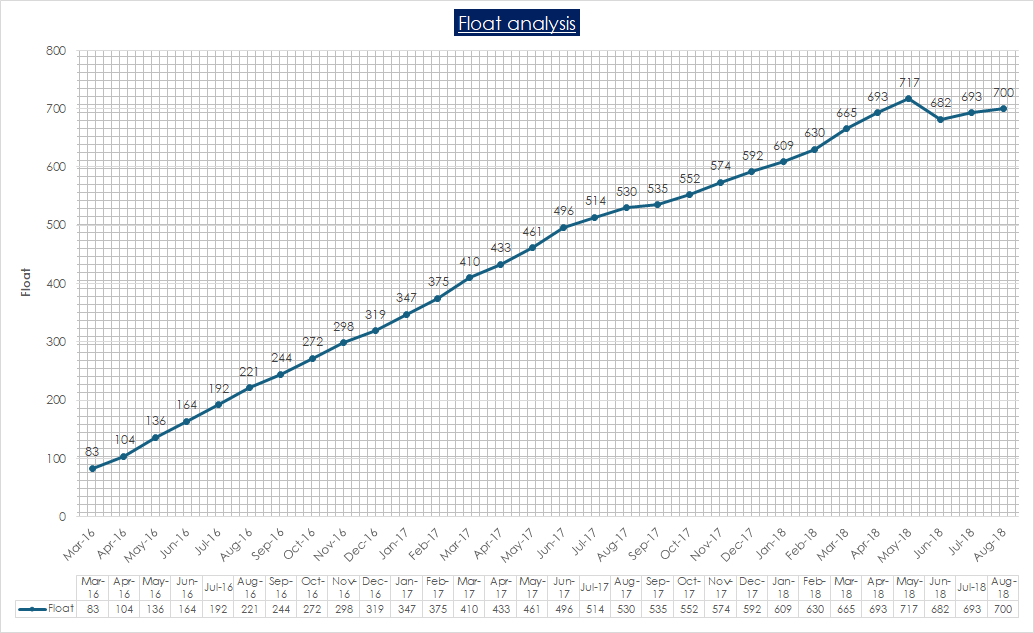 Float analysis
800
700
600
500
400
300
200
100
0
Float
83 104 136 164 192 221 244 272 298 319 347 375 410 433 461 496 514 530 535 552 574 592 609 630 665 693 717 682 693 700
Mar-16 Apr-16 May-16 Jun-16 Jul-16 Aug-16 Sep-16 Oct-16 Nov-16 Dec-16 Jan-17 Feb-17 Mar-17 Apr-17 May-17 Jun-17 Jul-17 Aug-17 Sep-17 Oct-17 Nov-17 Dec-17 Jan-18 Feb-18 Mar-18 Apr-18 May-18 Jun-18 Jul-18 Aug-18
Mar-16 Apr-16 May-16 Jun-16 Jul-16 Aug-16 Sep-16 Oct-16 Nov-16 Dec-16 Jan-17 Feb-17 Mar-17 Apr-17 May-17 Jun-17 Jul-17 Aug-17 Sep-17 Oct-17 Nov-17 Dec-17 Jan-18 Feb-18 Mar-18 Apr-18 May-18 Jun-18 Jul-18 Aug-18
Float 83 104 136 164 192 221 244 272 298 319 347 375 410 433 461 496 514 530 535 552 574 592 609 630 665 693 717 682 693 700